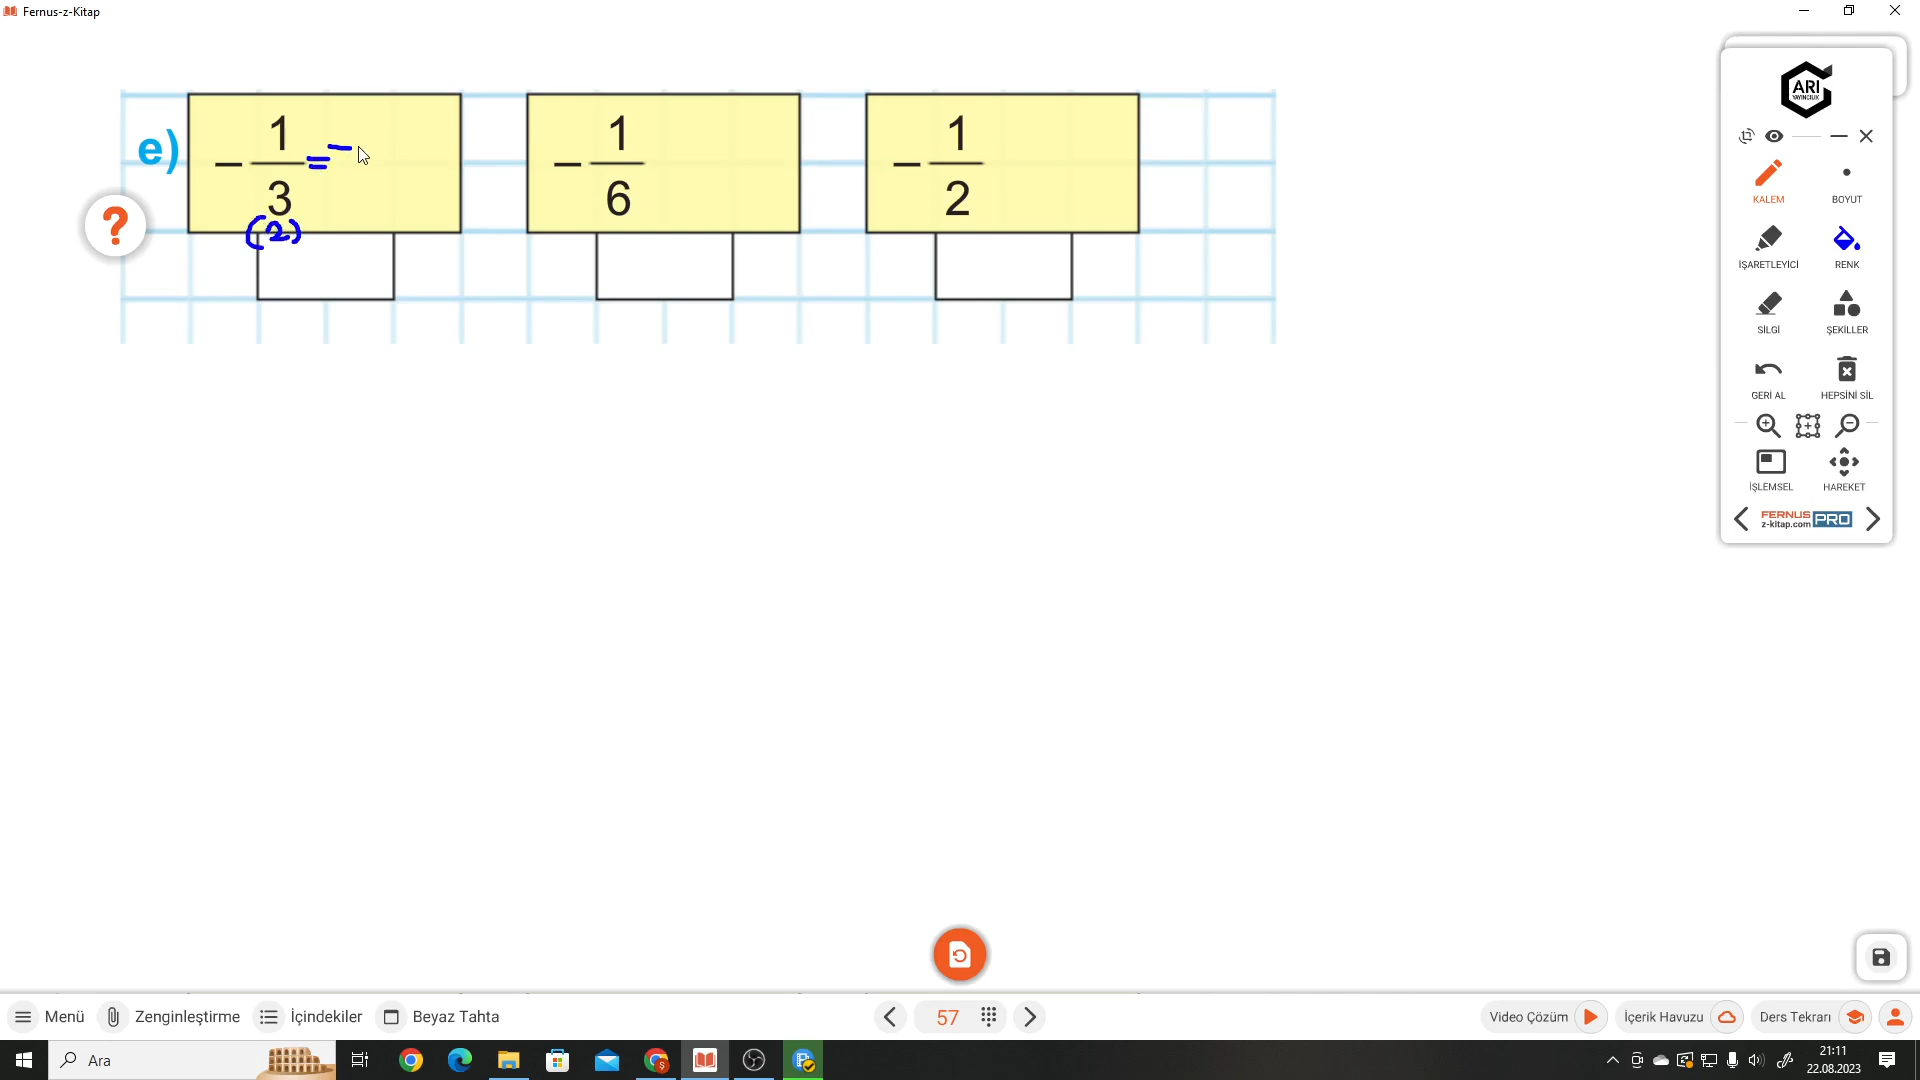 Fernus-z-Kitap
e) -1/3 = - -1/6 -1/2
(2)
?
ARI
YAYINCILIK
KALEM BOYUT
İŞARETLEYİCİ RENK
SİLGİ ŞEKİLLER
GERİ AL HEPSİNİ SİL
İŞLEMSEL HAREKET
FERNUS
z-kitap.com PRO
Menü Zenginleştirme İçindekiler Beyaz Tahta 57 Video Çözüm İçerik Havuzu Ders Tekrarı
Ara
21:11
22.08.2023